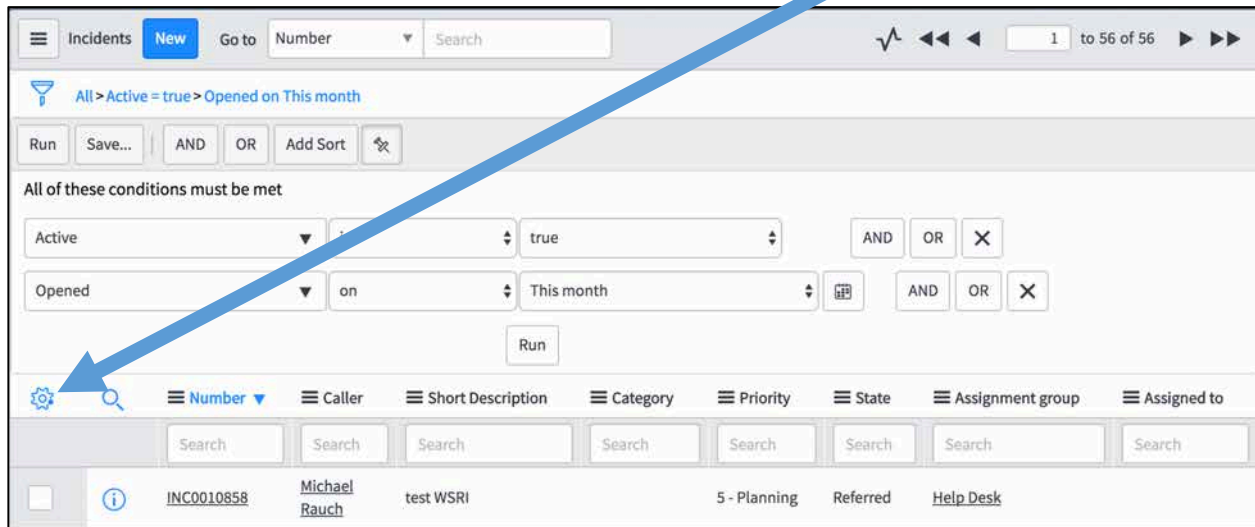 Incidents New Go to Number Search 1 to 56 of 56
All > Active = true > Opened on This month
Run Save... AND OR Add Sort
All of these conditions must be met
Active true AND OR
Opened on This month AND OR
Run
Number Caller Short Description Category Priority State Assignment group Assigned to
Search Search Search Search Search Search Search Search
INC0010858 Michael Rauch test WSRI 5 - Planning Referred Help Desk